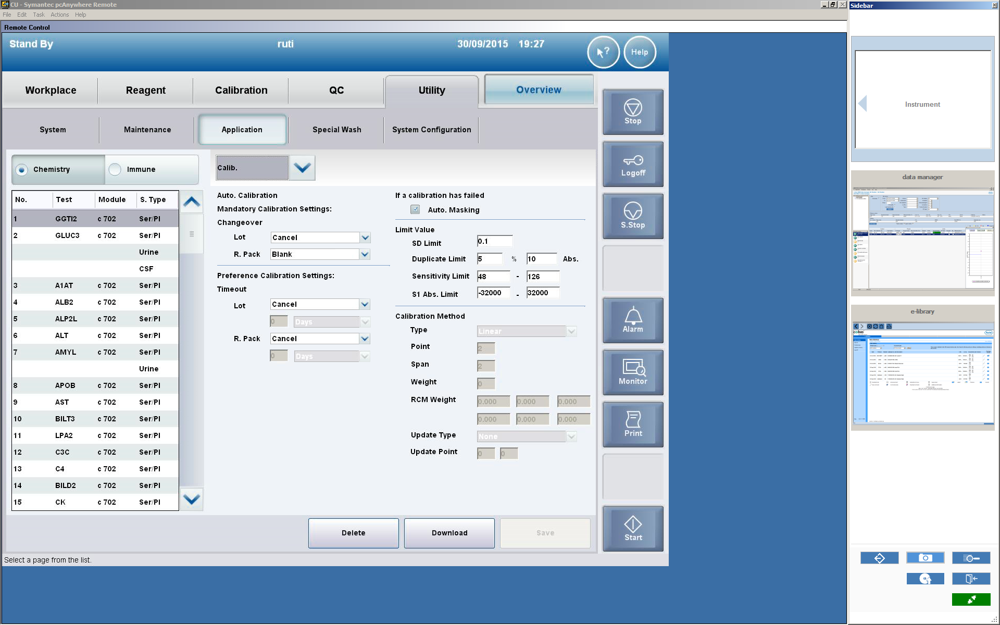 CU - Symantec pcAnywhere Remote
File Edit Task Actions Help
Remote Control
Stand By ruti 30/09/2015 19:27
? Help
Workplace Reagent Calibration QC Utility Overview
System Maintenance Application Special Wash System Configuration
Chemistry Immune
Calib.
No. Test Module S. Type
1 GGTI2 c 702 Ser/Pl
2 GLUC3 c 702 Ser/Pl
Urine
CSF
3 A1AT c 702 Ser/Pl
4 ALB2 c 702 Ser/Pl
5 ALP2L c 702 Ser/Pl
6 ALT c 702 Ser/Pl
7 AMYL c 702 Ser/Pl
Urine
8 APOB c 702 Ser/Pl
9 AST c 702 Ser/Pl
10 BILT3 c 702 Ser/Pl
11 LPA2 c 702 Ser/Pl
12 C3C c 702 Ser/Pl
13 C4 c 702 Ser/Pl
14 BILD2 c 702 Ser/Pl
15 CK c 702 Ser/Pl
Auto. Calibration
Mandatory Calibration Settings:
Changeover
Lot Cancel
R. Pack Blank
Preference Calibration Settings:
Timeout
Lot Cancel
0 Days
R. Pack Cancel
0 Days
If a calibration has failed
Auto. Masking
Limit Value
SD Limit 0.1
Duplicate Limit 5 % 10 Abs.
Sensitivity Limit 48 - 126
S1 Abs. Limit -32000 - 32000
Calibration Method
Type Linear
Point 2
Span 2
Weight 0
RCM Weight 0.000 0.000 0.000
0.000 0.000 0.000
Update Type None
Update Point 0 0
Delete Download Save
Select a page from the list.
Stop
Logoff
S.Stop
Alarm
Monitor
Print
Start
Sidebar
Instrument
data manager
e-library
cobas
New Entries